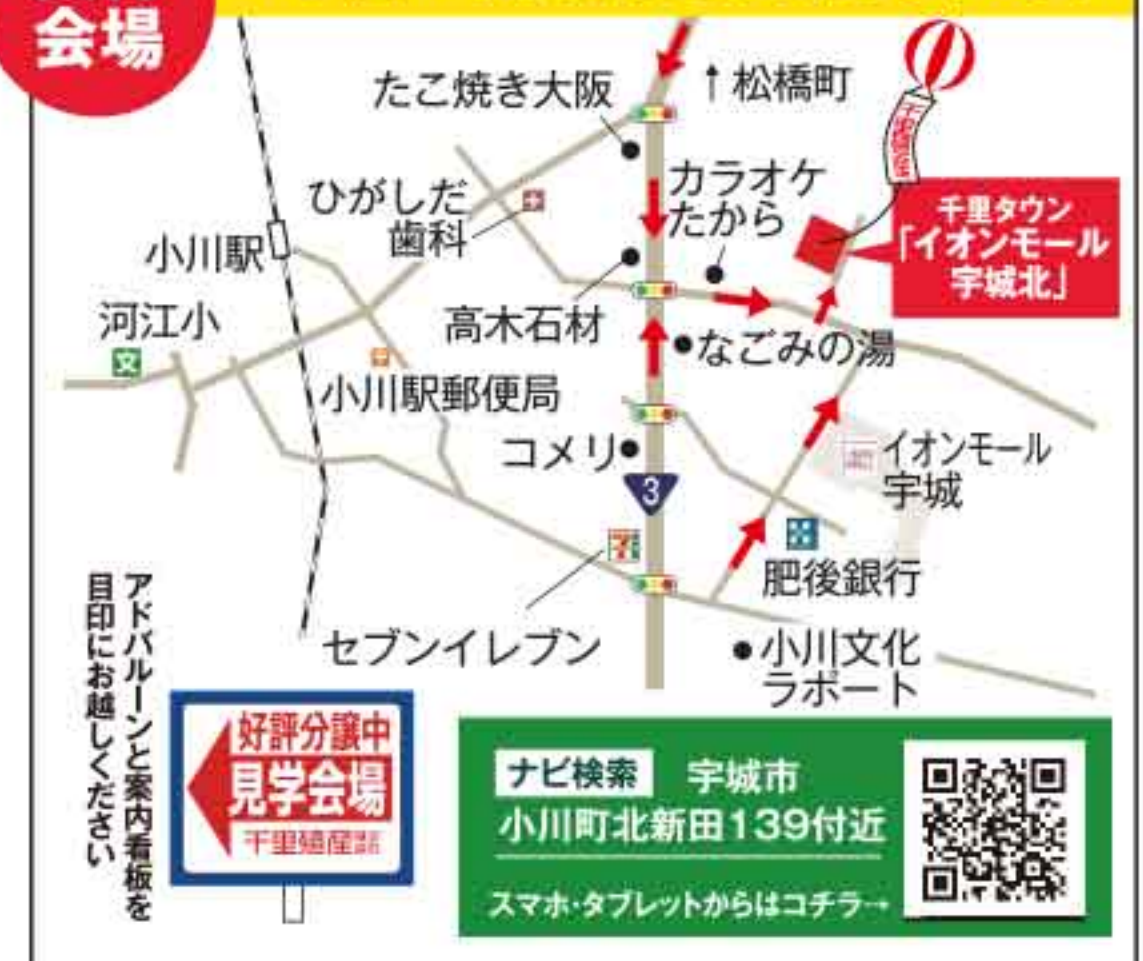 会場
たこ焼き大阪
↑松橋町
ひがしだ
歯科
カラオケ
たから
千里タウン
「イオンモール
宇城北」
小川駅
河江小
文
高木石材
なごみの湯
小川駅郵便局
コメリ
イオンモール
宇城
3
7
肥後銀行
セブンイレブン
小川文化
ラポート
アドバルーンと案内看板を
目印にお越しください
好評分譲中
見学会場
千里殖産
ナビ検索 宇城市
小川町北新田139付近
スマホ・タブレットからはコチラ→